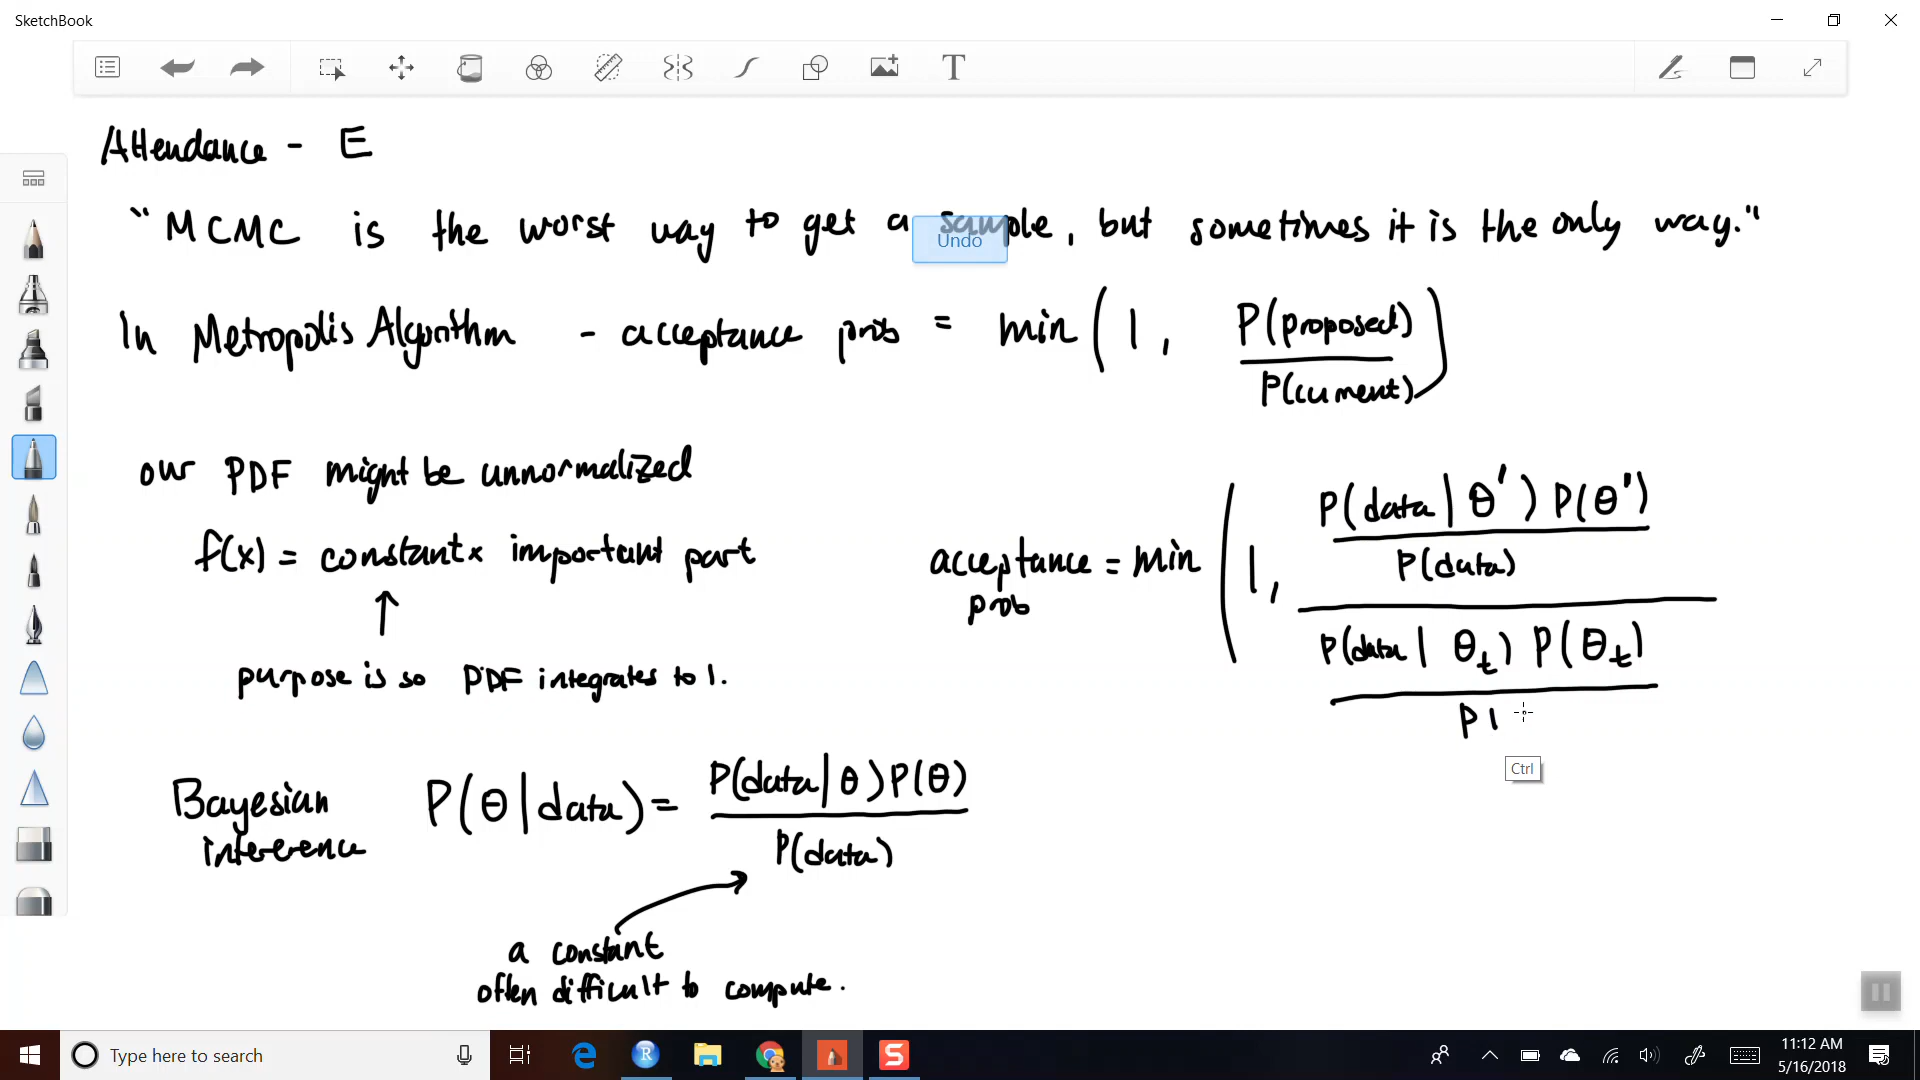 SketchBook
Attendance - E
"MCMC is the worst way to get a sample, but sometimes it is the only way."
Undo
In Metropolis Algorithm - acceptance prob = min ( 1 , P(proposed)
P(current) )
our PDF might be unnormalized
f(x) = constant × important part
↑
purpose is so PDF integrates to 1.
acceptance = min ( 1 , P(data | θ') P(θ')
prob
P(data)
P(data | θt) P(θt)
P(
Ctrl
Bayesian
inference
P(θ | data) = P(data | θ) P(θ)
P(data)
a constant
often difficult to compute.
Type here to search
11:12 AM
5/16/2018